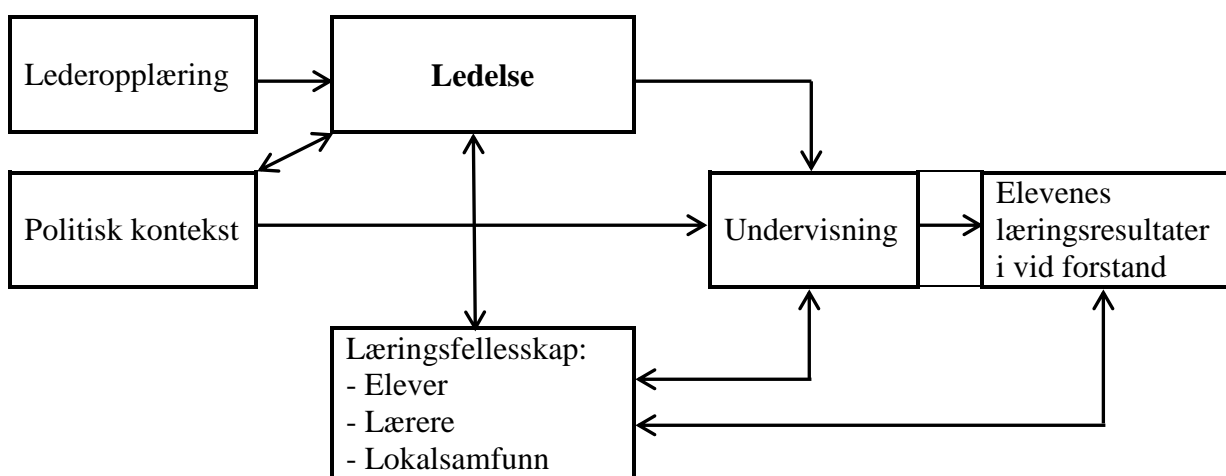 Lederopplæring
Ledelse
Politisk kontekst
Undervisning
Elevenes
læringsresultater
i vid forstand
Læringsfellesskap:
- Elever
- Lærere
- Lokalsamfunn